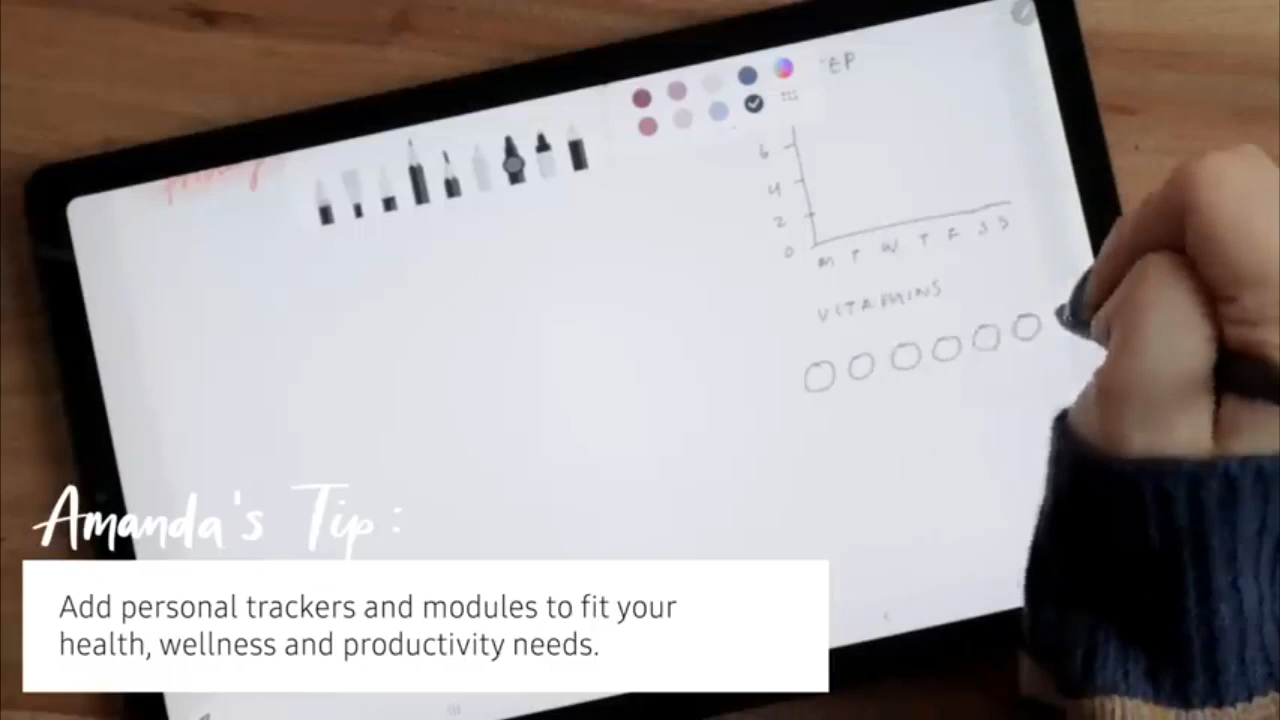 EP
6
4
2
0
M T W T F S S
VITAMINS
Amanda's Tip:
Add personal trackers and modules to fit your
health, wellness and productivity needs.